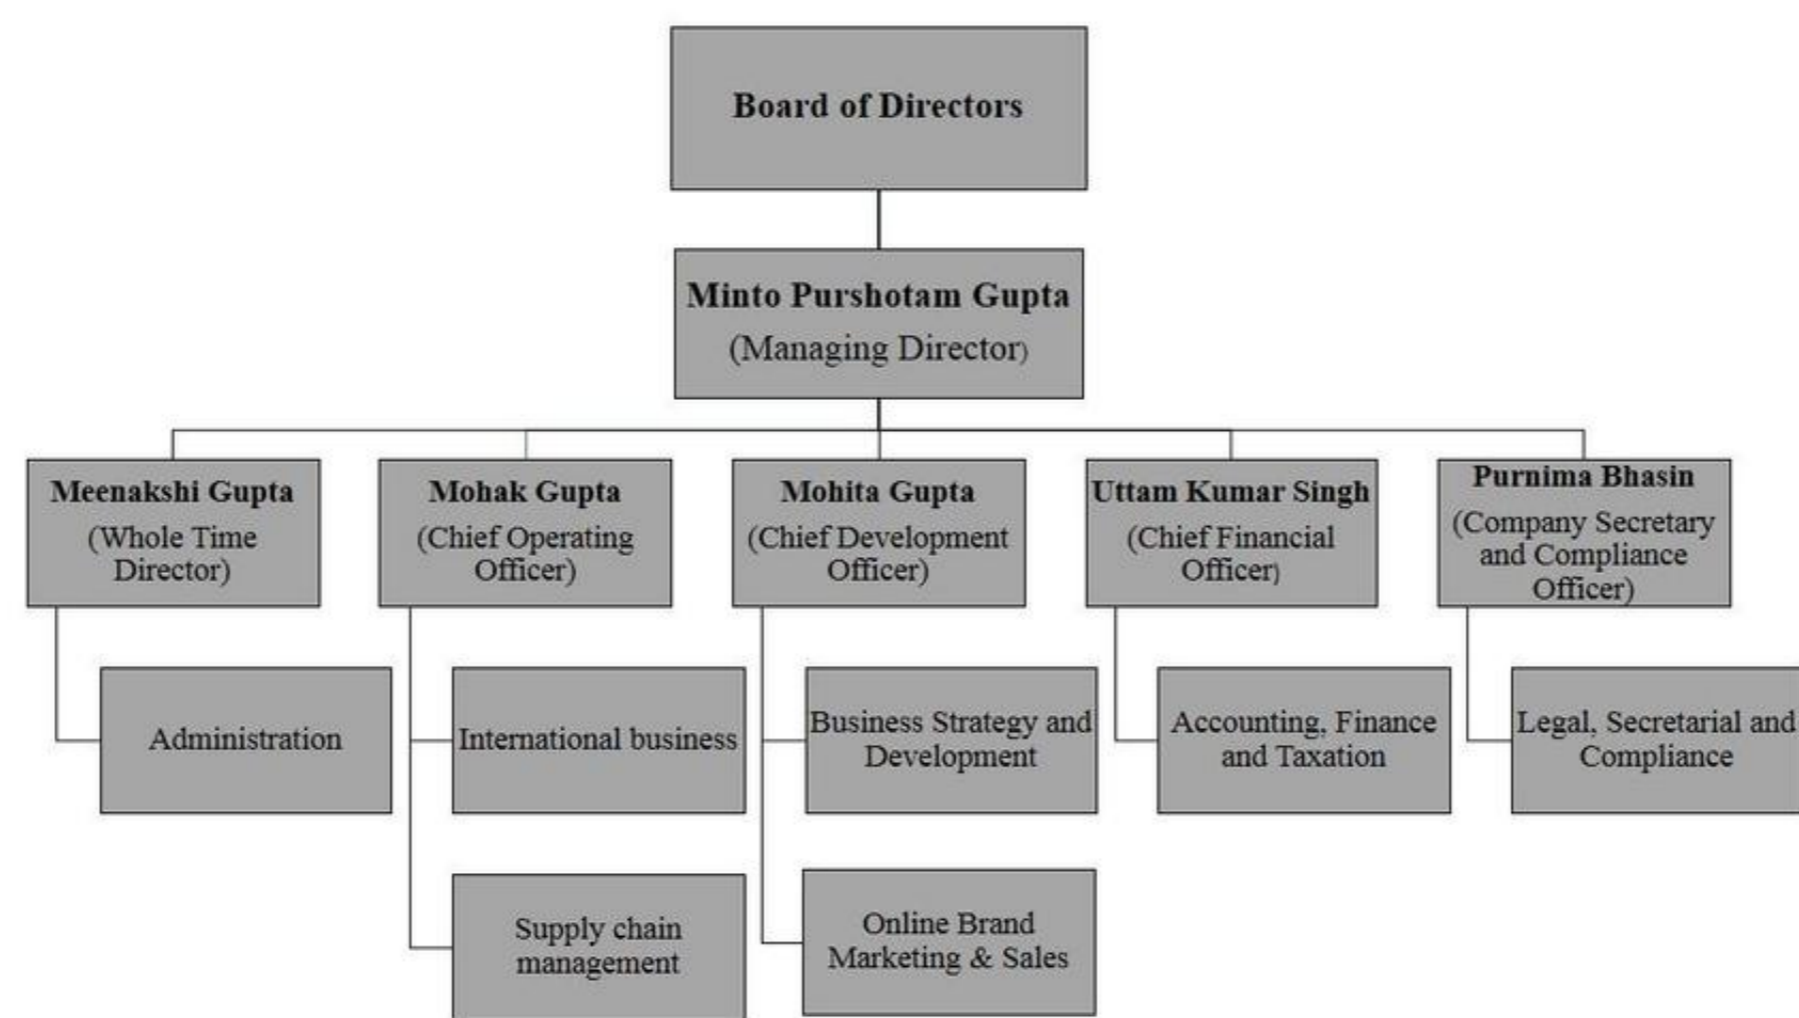 Board of Directors
Minto Purshotam Gupta
(Managing Director)
Meenakshi Gupta
(Whole Time
Director)
Mohak Gupta
(Chief Operating
Officer)
Mohita Gupta
(Chief Development
Officer)
Uttam Kumar Singh
(Chief Financial
Officer)
Purnima Bhasin
(Company Secretary
and Compliance
Officer)
Administration
International business
Business Strategy and
Development
Accounting, Finance
and Taxation
Legal, Secretarial and
Compliance
Supply chain
management
Online Brand
Marketing & Sales